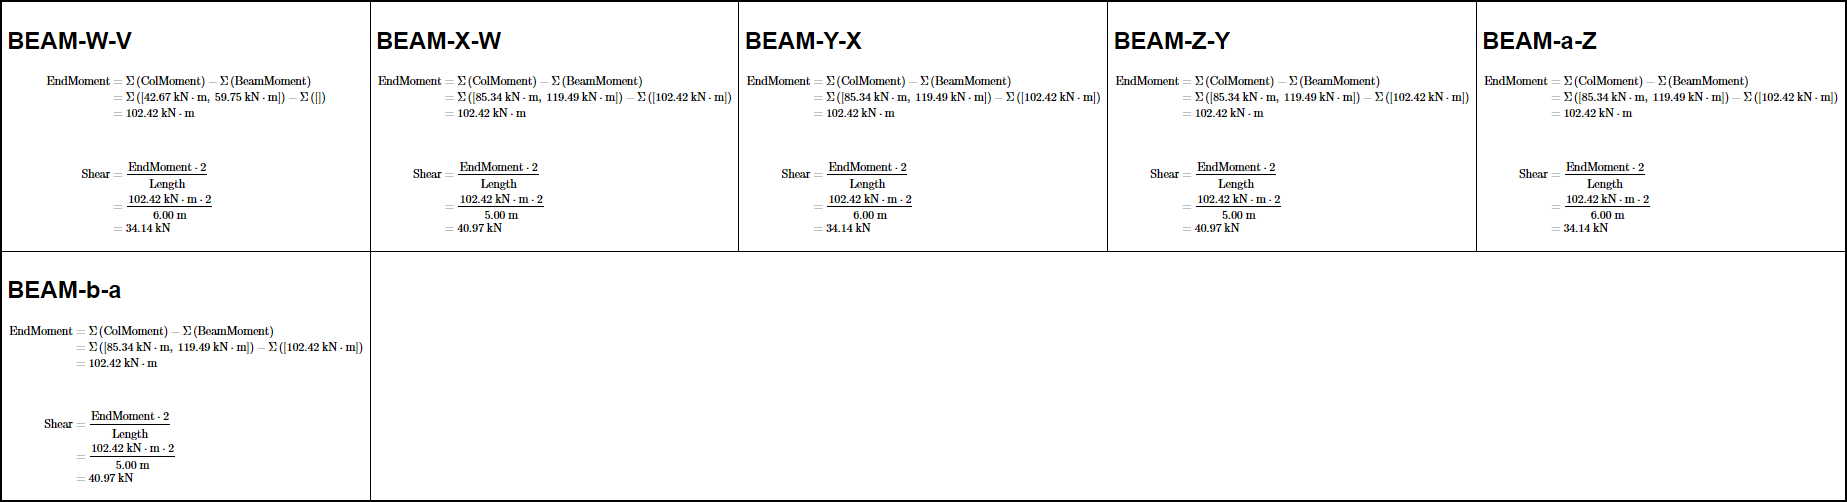 BEAM-W-V
EndMoment = Σ (ColMoment) − Σ (BeamMoment)
= Σ ([42.67 kN · m, 59.75 kN · m]) − Σ ([])
= 102.42 kN · m
Shear = EndMoment · 2 / Length
= 102.42 kN · m · 2 / 6.00 m
= 34.14 kN
BEAM-X-W
EndMoment = Σ (ColMoment) − Σ (BeamMoment)
= Σ ([85.34 kN · m, 119.49 kN · m]) − Σ ([102.42 kN · m])
= 102.42 kN · m
Shear = EndMoment · 2 / Length
= 102.42 kN · m · 2 / 5.00 m
= 40.97 kN
BEAM-Y-X
EndMoment = Σ (ColMoment) − Σ (BeamMoment)
= Σ ([85.34 kN · m, 119.49 kN · m]) − Σ ([102.42 kN · m])
= 102.42 kN · m
Shear = EndMoment · 2 / Length
= 102.42 kN · m · 2 / 6.00 m
= 34.14 kN
BEAM-Z-Y
EndMoment = Σ (ColMoment) − Σ (BeamMoment)
= Σ ([85.34 kN · m, 119.49 kN · m]) − Σ ([102.42 kN · m])
= 102.42 kN · m
Shear = EndMoment · 2 / Length
= 102.42 kN · m · 2 / 5.00 m
= 40.97 kN
BEAM-a-Z
EndMoment = Σ (ColMoment) − Σ (BeamMoment)
= Σ ([85.34 kN · m, 119.49 kN · m]) − Σ ([102.42 kN · m])
= 102.42 kN · m
Shear = EndMoment · 2 / Length
= 102.42 kN · m · 2 / 6.00 m
= 34.14 kN
BEAM-b-a
EndMoment = Σ (ColMoment) − Σ (BeamMoment)
= Σ ([85.34 kN · m, 119.49 kN · m]) − Σ ([102.42 kN · m])
= 102.42 kN · m
Shear = EndMoment · 2 / Length
= 102.42 kN · m · 2 / 5.00 m
= 40.97 kN